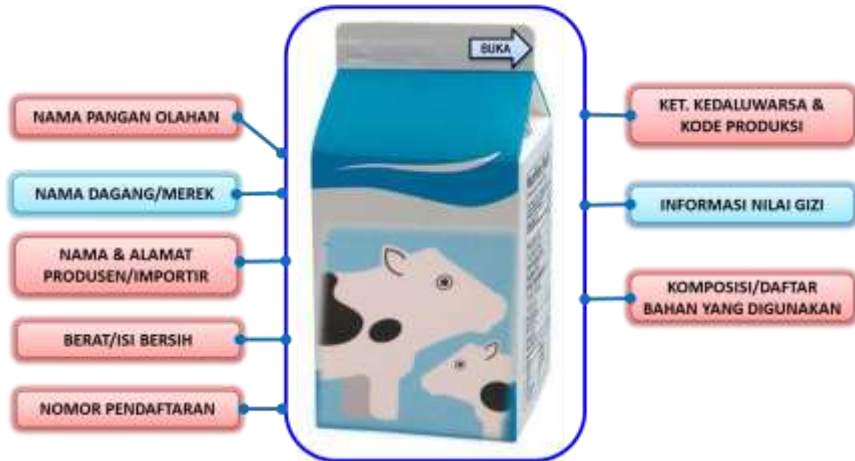 BUKA
NAMA PANGAN OLAHAN
NAMA DAGANG/MEREK
NAMA & ALAMAT
PRODUSEN/IMPORTIR
BERAT/ISI BERSIH
NOMOR PENDAFTARAN
KET. KEDALUWARSA &
KODE PRODUKSI
INFORMASI NILAI GIZI
KOMPOSISI/DAFTAR
BAHAN YANG DIGUNAKAN